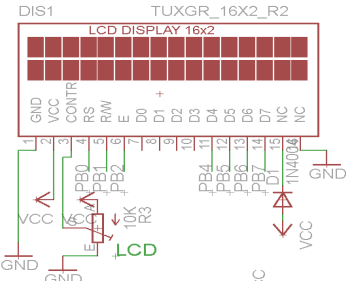 DIS1
TUXGR_16X2_R2
LCD DISPLAY 16x2
GND
VCC
CONTR
RS
R/W
E
D0
D1
D2
D3
D4
D5
D6
D7
NC
NC
1
2
3
4
5
6
7
8
9
10
11
12
13
14
15
16
PB0
PB1
PB2
PB4
PB5
PB6
PB7
D1
1N4004
GND
VCC
VCC
A
E
10K
R3
VCC
LCD
GND
GND